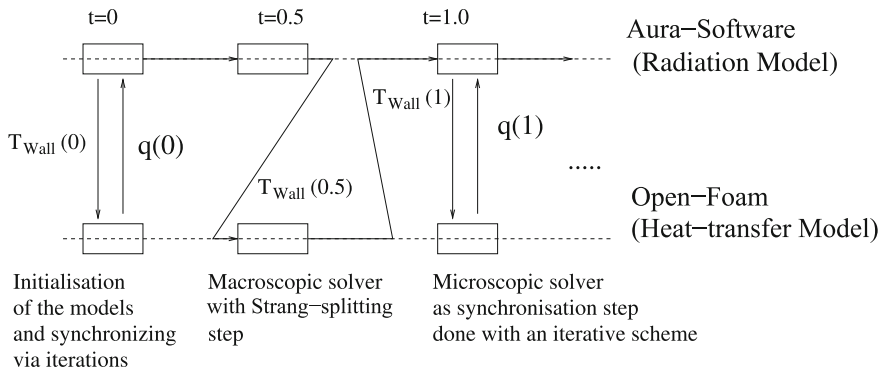 t=0
t=0.5
t=1.0
Aura−Software
(Radiation Model)
T_Wall (0)
q(0)
T_Wall (0.5)
T_Wall (1)
q(1)
.....
Open−Foam
(Heat−transfer Model)
Initialisation
of the models
and synchronizing
via iterations
Macroscopic solver
with Strang−splitting
step
Microscopic solver
as synchronisation step
done with an iterative scheme